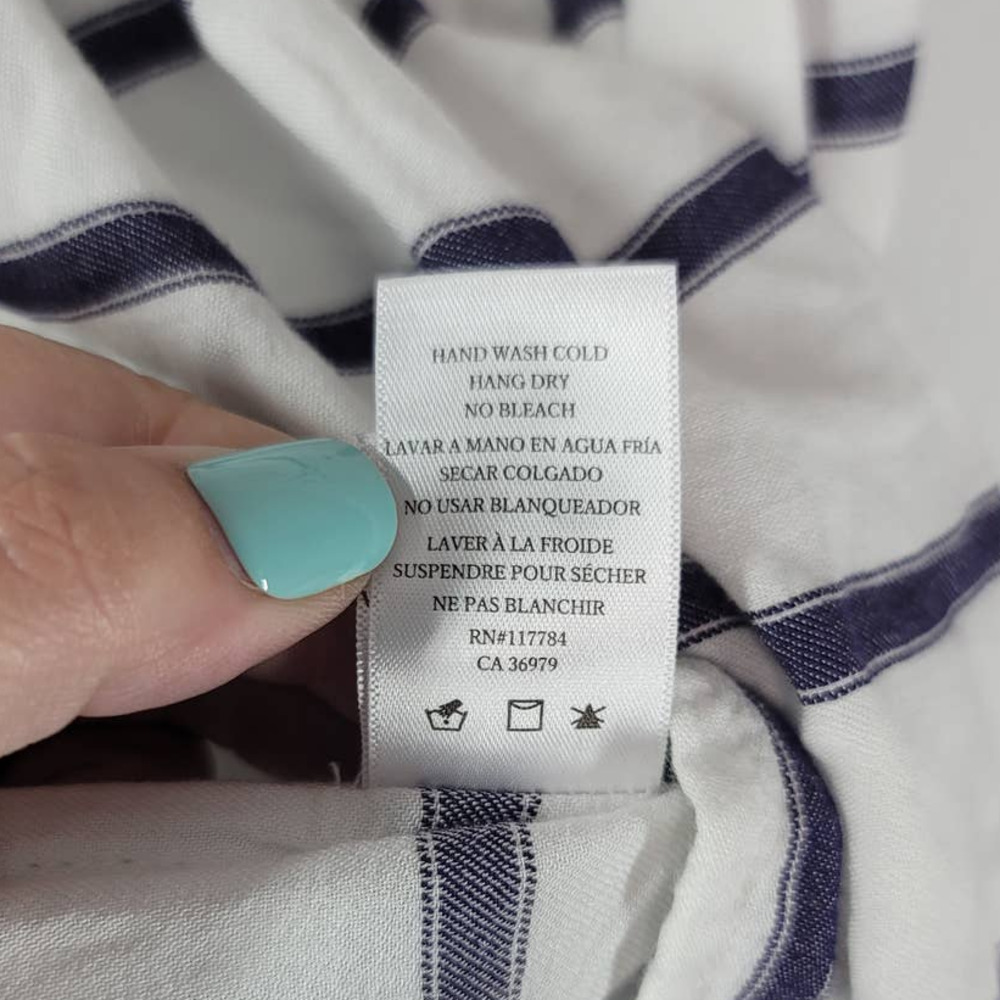 HAND WASH COLD
HANG DRY
NO BLEACH
LAVAR A MANO EN AGUA FRÍA
SECAR COLGADO
NO USAR BLANQUEADOR
LAVER À LA FROIDE
SUSPENDRE POUR SÉCHER
NE PAS BLANCHIR
RN#117784
CA 36979